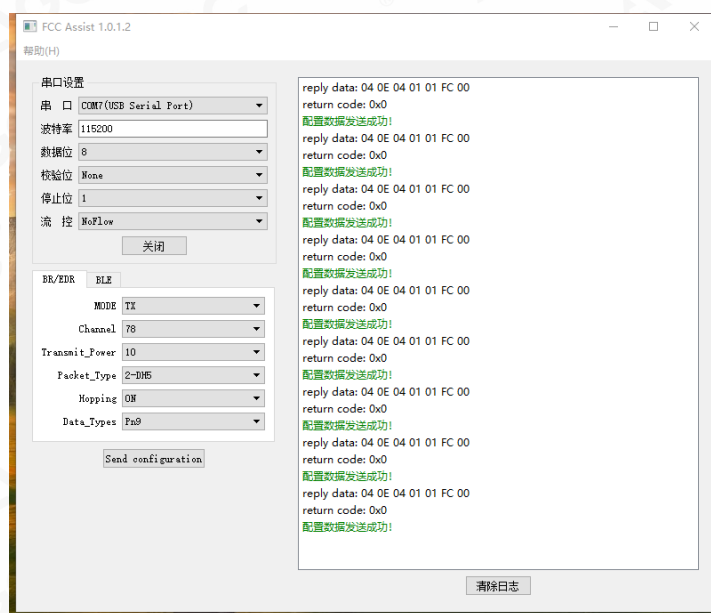 FCC Assist 1.0.1.2
帮助(H)
串口设置
串 口 COM7(USB Serial Port)
波特率 115200
数据位 8
校验位 None
停止位 1
流 控 NoFlow
关闭
BR/EDR BLE
MODE TX
Channel 78
Transmit_Power 10
Packet_Type 2-DH5
Hopping ON
Data_Types Pn9
Send configuration
reply data: 04 0E 04 01 01 FC 00
return code: 0x0
配置数据发送成功!
reply data: 04 0E 04 01 01 FC 00
return code: 0x0
配置数据发送成功!
reply data: 04 0E 04 01 01 FC 00
return code: 0x0
配置数据发送成功!
reply data: 04 0E 04 01 01 FC 00
return code: 0x0
配置数据发送成功!
reply data: 04 0E 04 01 01 FC 00
return code: 0x0
配置数据发送成功!
reply data: 04 0E 04 01 01 FC 00
return code: 0x0
配置数据发送成功!
reply data: 04 0E 04 01 01 FC 00
return code: 0x0
配置数据发送成功!
reply data: 04 0E 04 01 01 FC 00
return code: 0x0
配置数据发送成功!
reply data: 04 0E 04 01 01 FC 00
return code: 0x0
配置数据发送成功!
清除日志